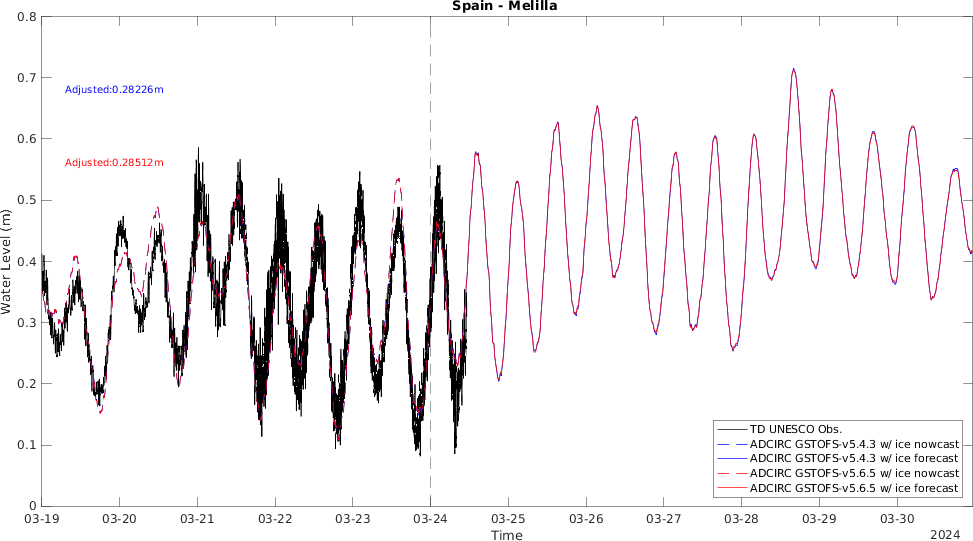 Spain - Melilla
0.8
0.7
0.6
0.5
0.4
0.3
0.2
0.1
0
Water Level (m)
Adjusted:0.28226m
Adjusted:0.28512m
TD UNESCO Obs.
ADCIRC GSTOFS-v5.4.3 w/ ice nowcast
ADCIRC GSTOFS-v5.4.3 w/ ice forecast
ADCIRC GSTOFS-v5.6.5 w/ ice nowcast
ADCIRC GSTOFS-v5.6.5 w/ ice forecast
03-19 03-20 03-21 03-22 03-23 03-24 03-25 03-26 03-27 03-28 03-29 03-30
Time
2024